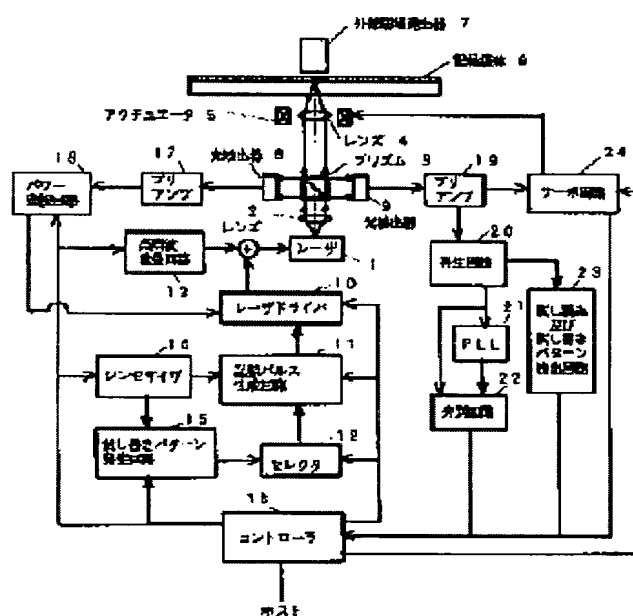 外部磁場発生器 7
記録媒体 6
アクチュエータ 5
レンズ 4
光検出器 8
プリズム 3
17
プリ
アンプ
18
パワー
制御回路
19
プリ
アンプ
24
サーボ回路
2
レンズ
9
光検出器
レーザ
1
高周波
重畳回路
13
20
再生回路
10
レーザドライバ
23
試し書き
試し書き
パターン
検出回路
21
PLL
14
シンセサイザ
11
記録パルス
生成回路
22
弁別回路
15
試し書きパターン
発生回路
12
セレクタ
16
コントローラ
ホスト